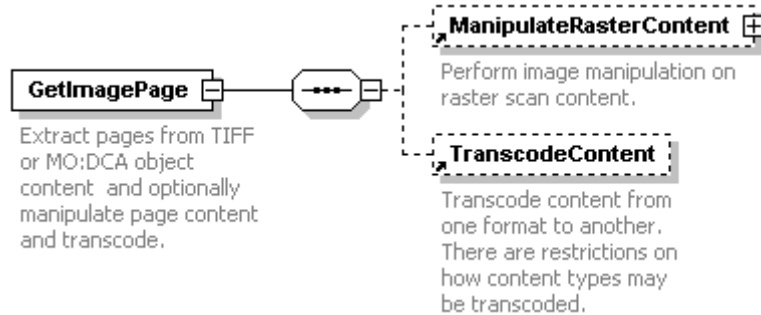 ManipulateRasterContent
Perform image manipulation on
raster scan content.
GetImagePage
Extract pages from TIFF
or MO:DCA object
content and optionally
manipulate page content
and transcode.
TranscodeContent
Transcode content from
one format to another.
There are restrictions on
how content types may
be transcoded.